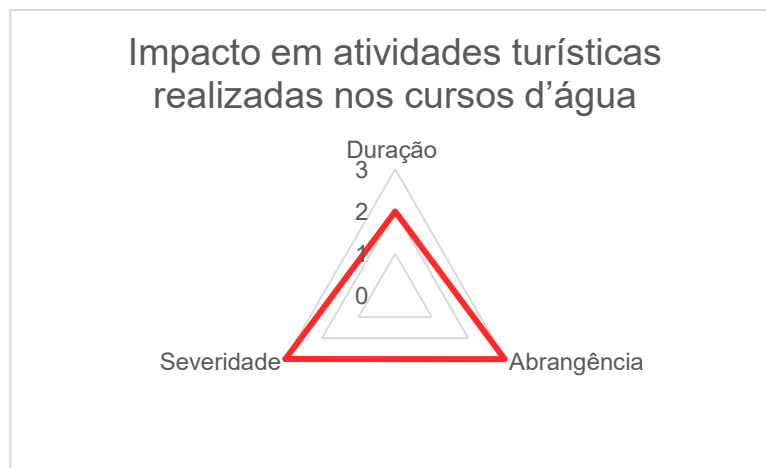 Impacto em atividades turísticas
realizadas nos cursos d’água
Duração
3
2
1
0
Severidade
Abrangência